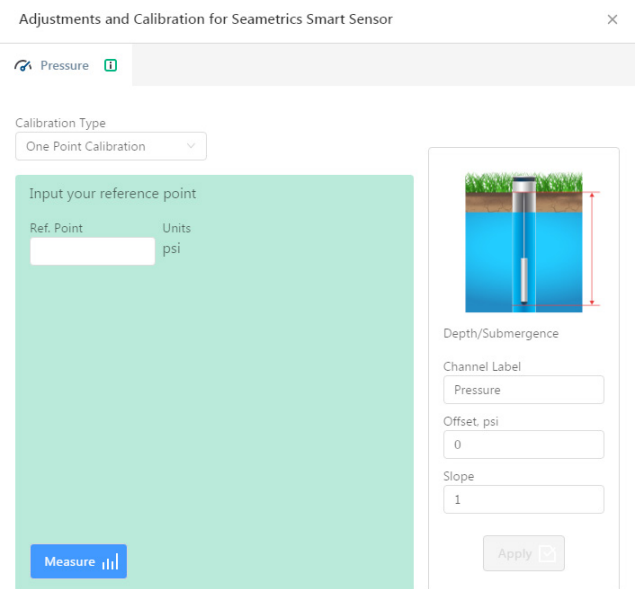 Adjustments and Calibration for Seametrics Smart Sensor
Pressure
Calibration Type
One Point Calibration
Input your reference point
Ref. Point Units
psi
Measure
Depth/Submergence
Channel Label
Pressure
Offset, psi
0
Slope
1
Apply